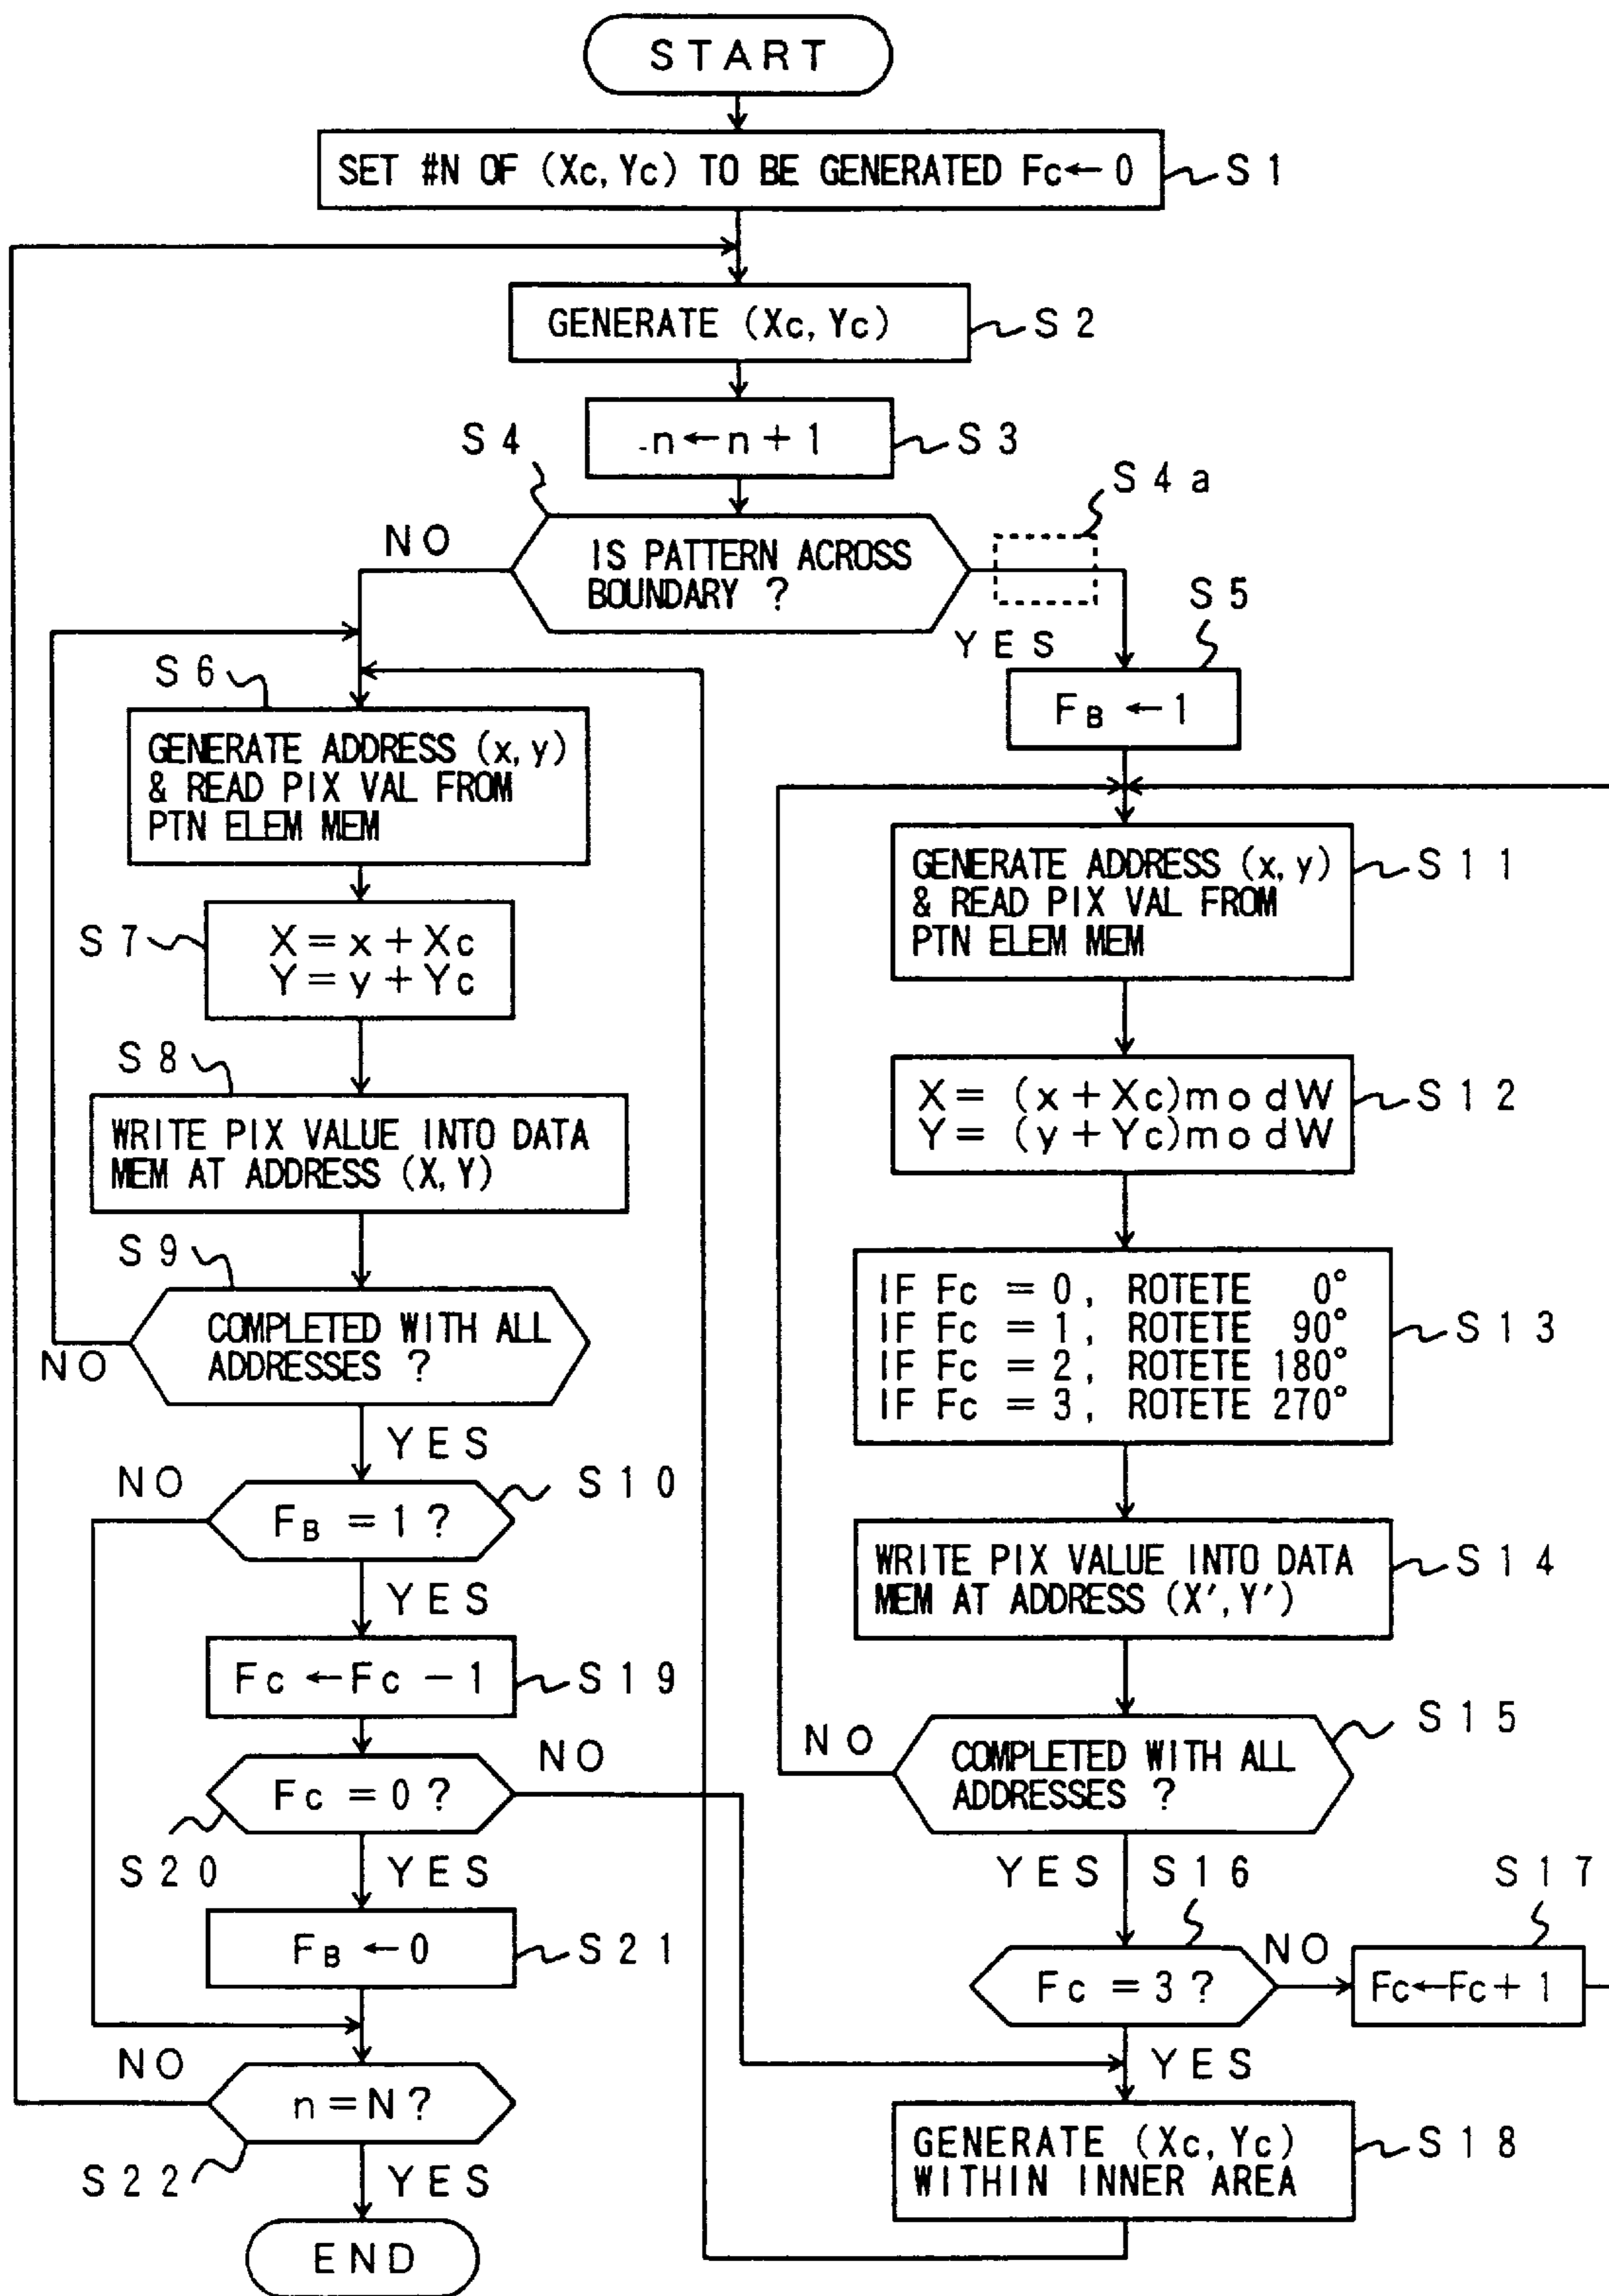 START
SET #N OF (Xc, Yc) TO BE GENERATED Fc←0
S1
GENERATE (Xc, Yc)
S2
n←n+1
S3
S4
S4a
NO
IS PATTERN ACROSS
BOUNDARY ?
YES
S5
FB ←1
S6
GENERATE ADDRESS (x, y)
& READ PIX VAL FROM
PTN ELEM MEM
S7
X = x + Xc
Y = y + Yc
S8
WRITE PIX VALUE INTO DATA
MEM AT ADDRESS (X, Y)
S9
COMPLETED WITH ALL
ADDRESSES ?
NO
YES
NO
S10
FB = 1 ?
YES
Fc ←Fc − 1
S19
Fc = 0 ?
NO
S20
YES
FB ←0
S21
NO
n = N ?
S22
YES
END
GENERATE ADDRESS (x, y)
& READ PIX VAL FROM
PTN ELEM MEM
S11
X = (x + Xc)modW
Y = (y + Yc)modW
S12
IF Fc = 0, ROTETE 0°
IF Fc = 1, ROTETE 90°
IF Fc = 2, ROTETE 180°
IF Fc = 3, ROTETE 270°
S13
WRITE PIX VALUE INTO DATA
MEM AT ADDRESS (X', Y')
S14
S15
NO
COMPLETED WITH ALL
ADDRESSES ?
YES
S16
S17
Fc = 3 ?
NO
Fc←Fc + 1
YES
GENERATE (Xc, Yc)
WITHIN INNER AREA
S18